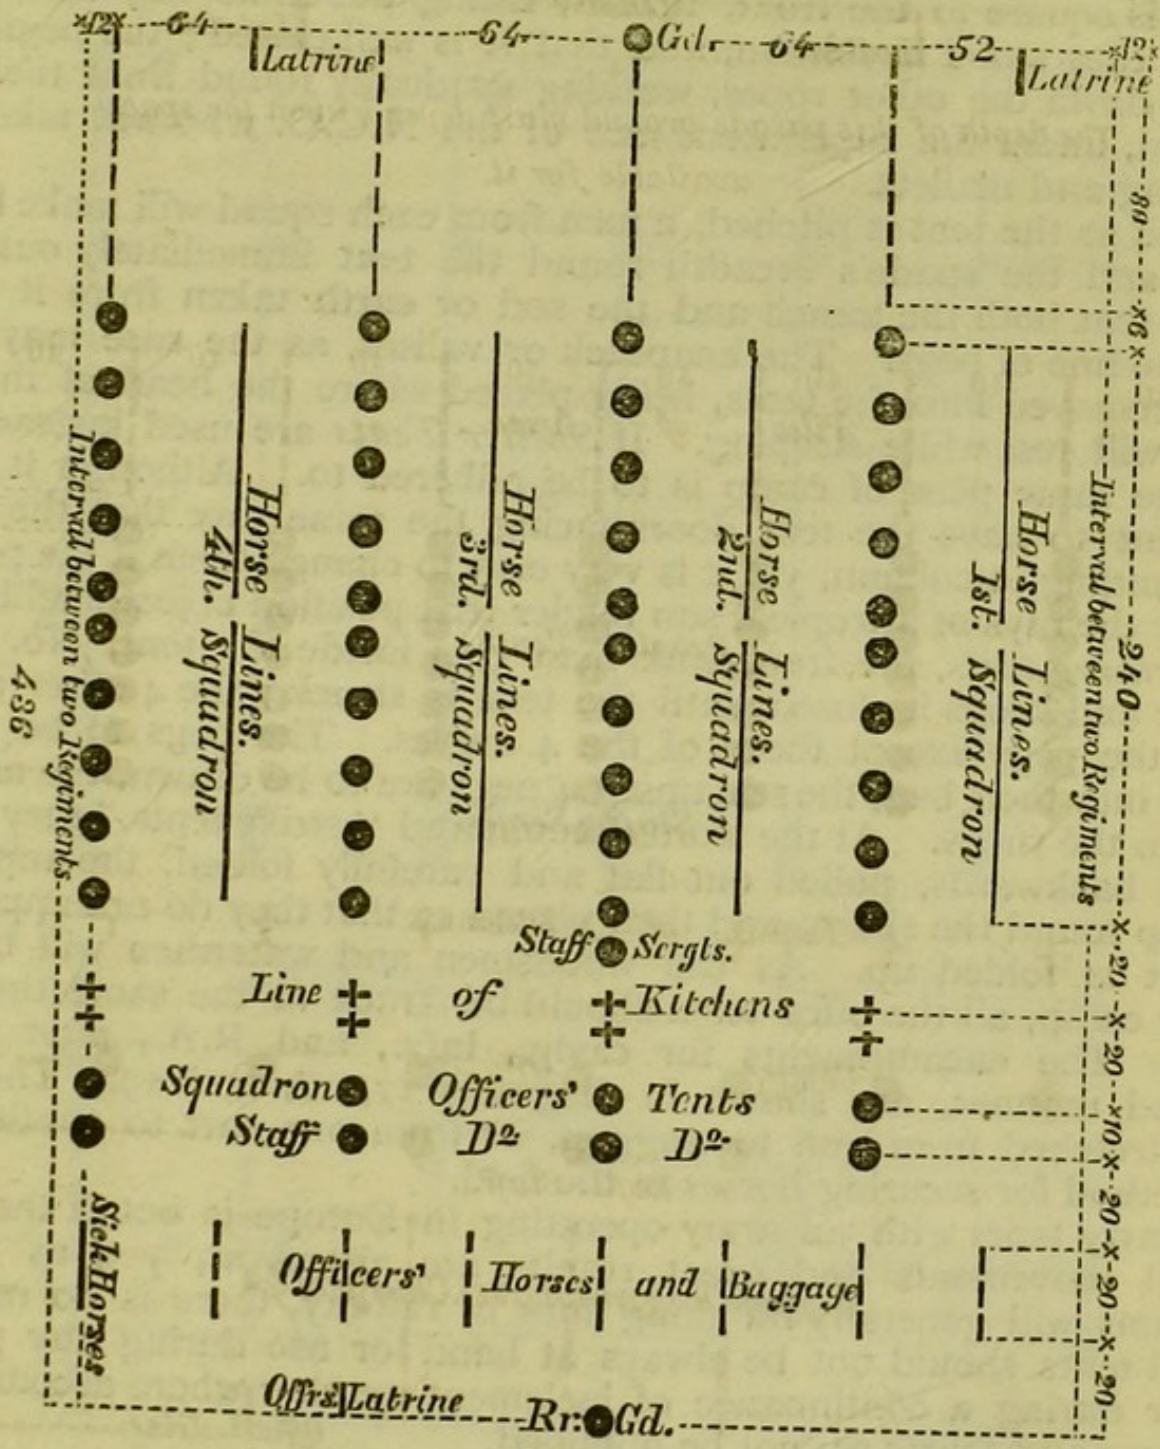 12 64 64 Gd. 64 52 12
Latrine Latrine
80
6
Interval between two Regiments
Horse Lines.
4th. Squadron
Horse Lines.
3rd. Squadron
Horse Lines.
2nd. Squadron
Horse Lines.
1st. Squadron
Interval between two Regiments
240
436
Staff Sergts.
20
Line of Kitchens
20
Squadron Officers' Tents
10
Staff Do. Do.
20
Sick Horses
Officers' Horses and Baggage
20
20
Offrs. Latrine
Rr. Gd.